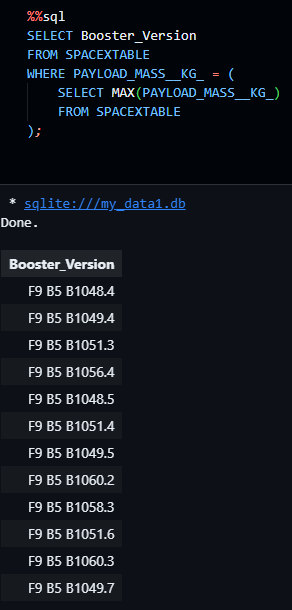 %%sql
SELECT Booster_Version
FROM SPACEXTABLE
WHERE PAYLOAD_MASS__KG_ = (
    SELECT MAX(PAYLOAD_MASS__KG_)
    FROM SPACEXTABLE
);
* sqlite:///my_data1.db
Done.
Booster_Version
F9 B5 B1048.4
F9 B5 B1049.4
F9 B5 B1051.3
F9 B5 B1056.4
F9 B5 B1048.5
F9 B5 B1051.4
F9 B5 B1049.5
F9 B5 B1060.2
F9 B5 B1058.3
F9 B5 B1051.6
F9 B5 B1060.3
F9 B5 B1049.7